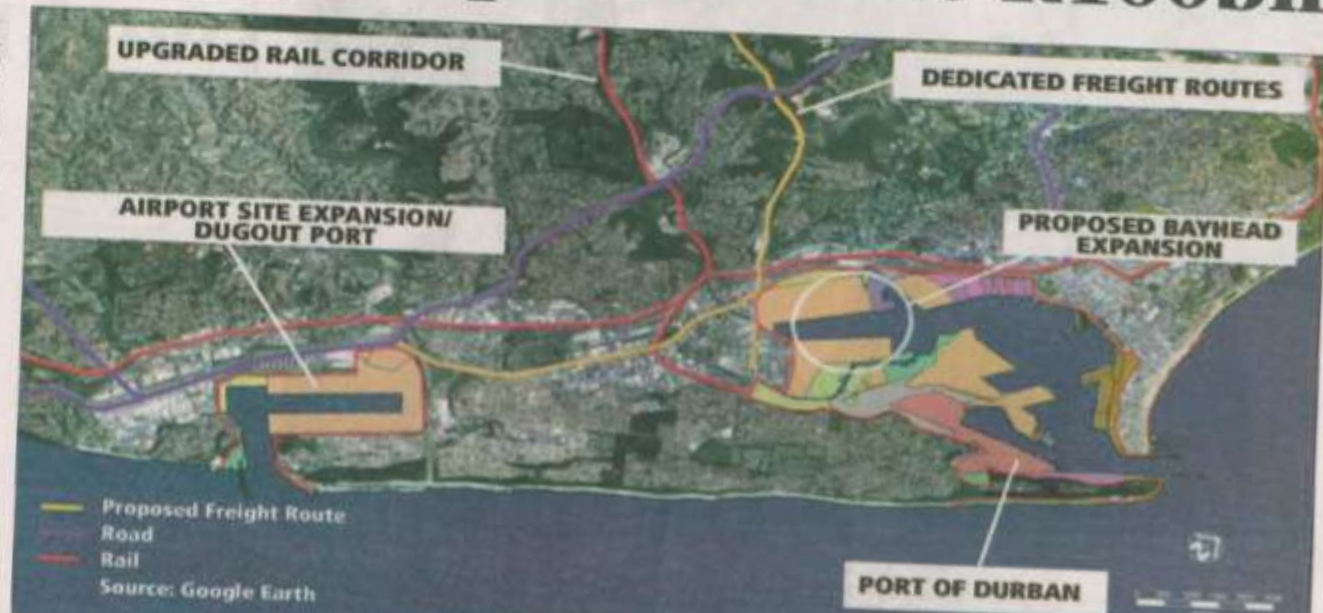 R100bn
UPGRADED RAIL CORRIDOR
DEDICATED FREIGHT ROUTES
AIRPORT SITE EXPANSION/
DUGOUT PORT
PROPOSED BAYHEAD
EXPANSION
Proposed Freight Route
Road
Rail
Source: Google Earth
PORT OF DURBAN